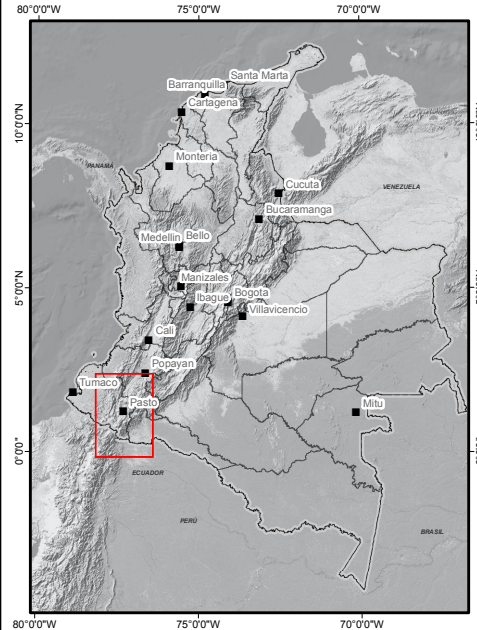 80°0'0"W
75°0'0"W
70°0'0"W
Santa Marta
Barranquilla
Cartagena
10°0'0"N
Monteria
PANAMÁ
Cucuta
VENEZUELA
Bucaramanga
Medellin
Bello
5°0'0"N
Manizales
Bogota
Ibague
Villavicencio
Cali
Popayan
Tumaco
Pasto
Mitu
0°0'0"
ECUADOR
PERÚ
BRASIL
80°0'0"W
75°0'0"W
70°0'0"W